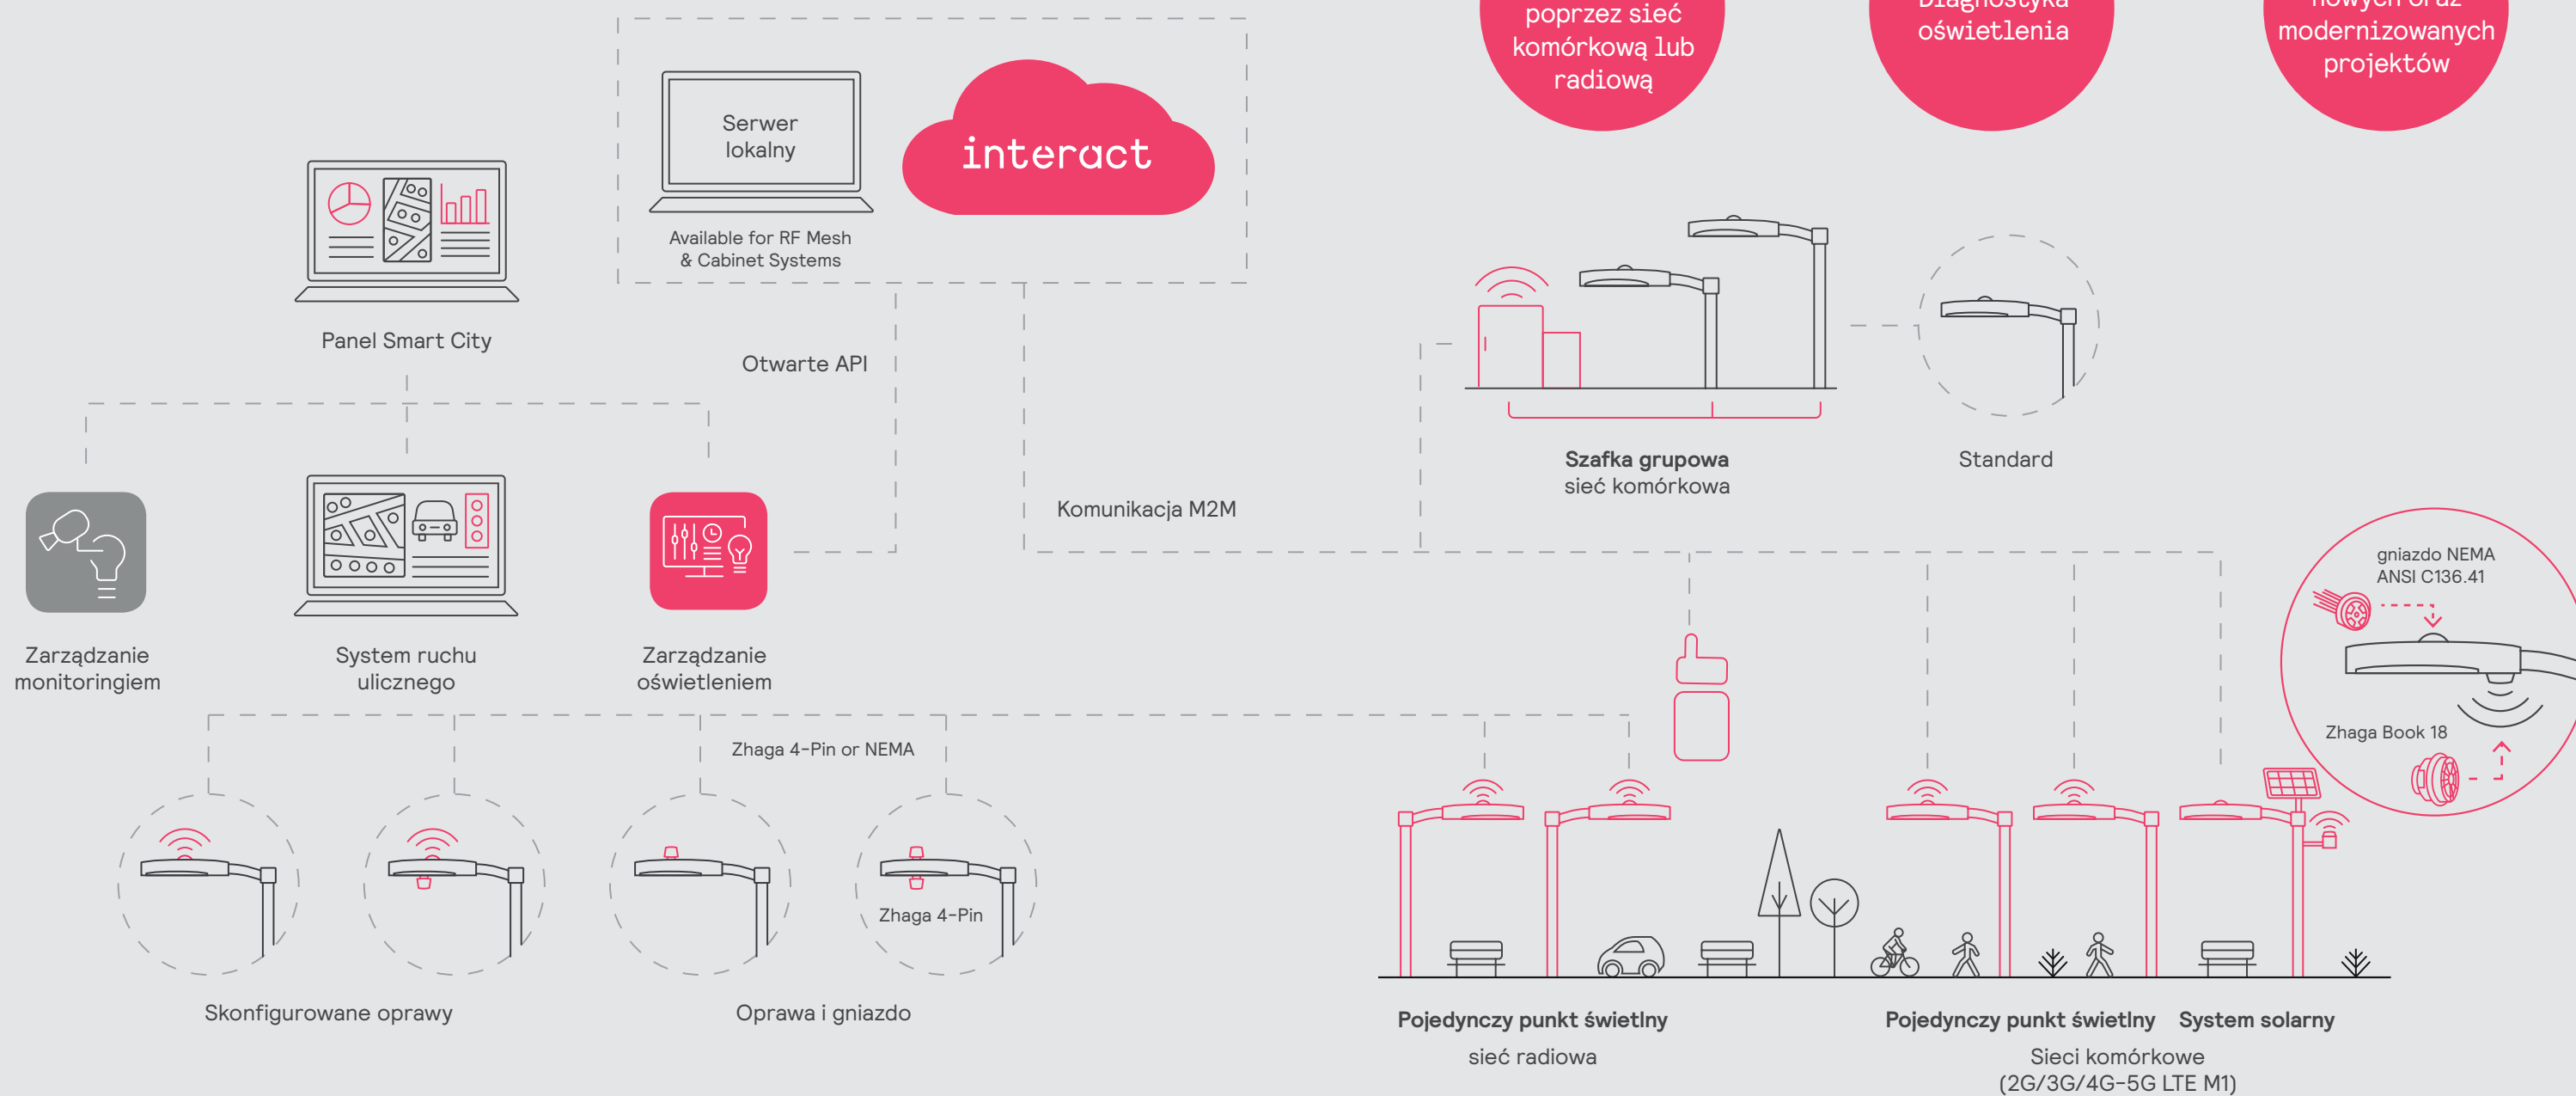 poprzez sieć
komórkową lub
radiową
Diagnostyka
oświetlenia
nowych oraz
modernizowanych
projektów
Serwer
lokalny
interact
Available for RF Mesh
& Cabinet Systems
Panel Smart City
Otwarte API
Szafka grupowa
sieć komórkowa
Standard
Komunikacja M2M
gniazdo NEMA
ANSI C136.41
Zhaga Book 18
Zarządzanie
monitoringiem
System ruchu
ulicznego
Zarządzanie
oświetleniem
Zhaga 4-Pin or NEMA
Zhaga 4-Pin
Skonfigurowane oprawy
Oprawa i gniazdo
Pojedynczy punkt świetlny
sieć radiowa
Pojedynczy punkt świetlny
System solarny
Sieci komórkowe
(2G/3G/4G-5G LTE M1)